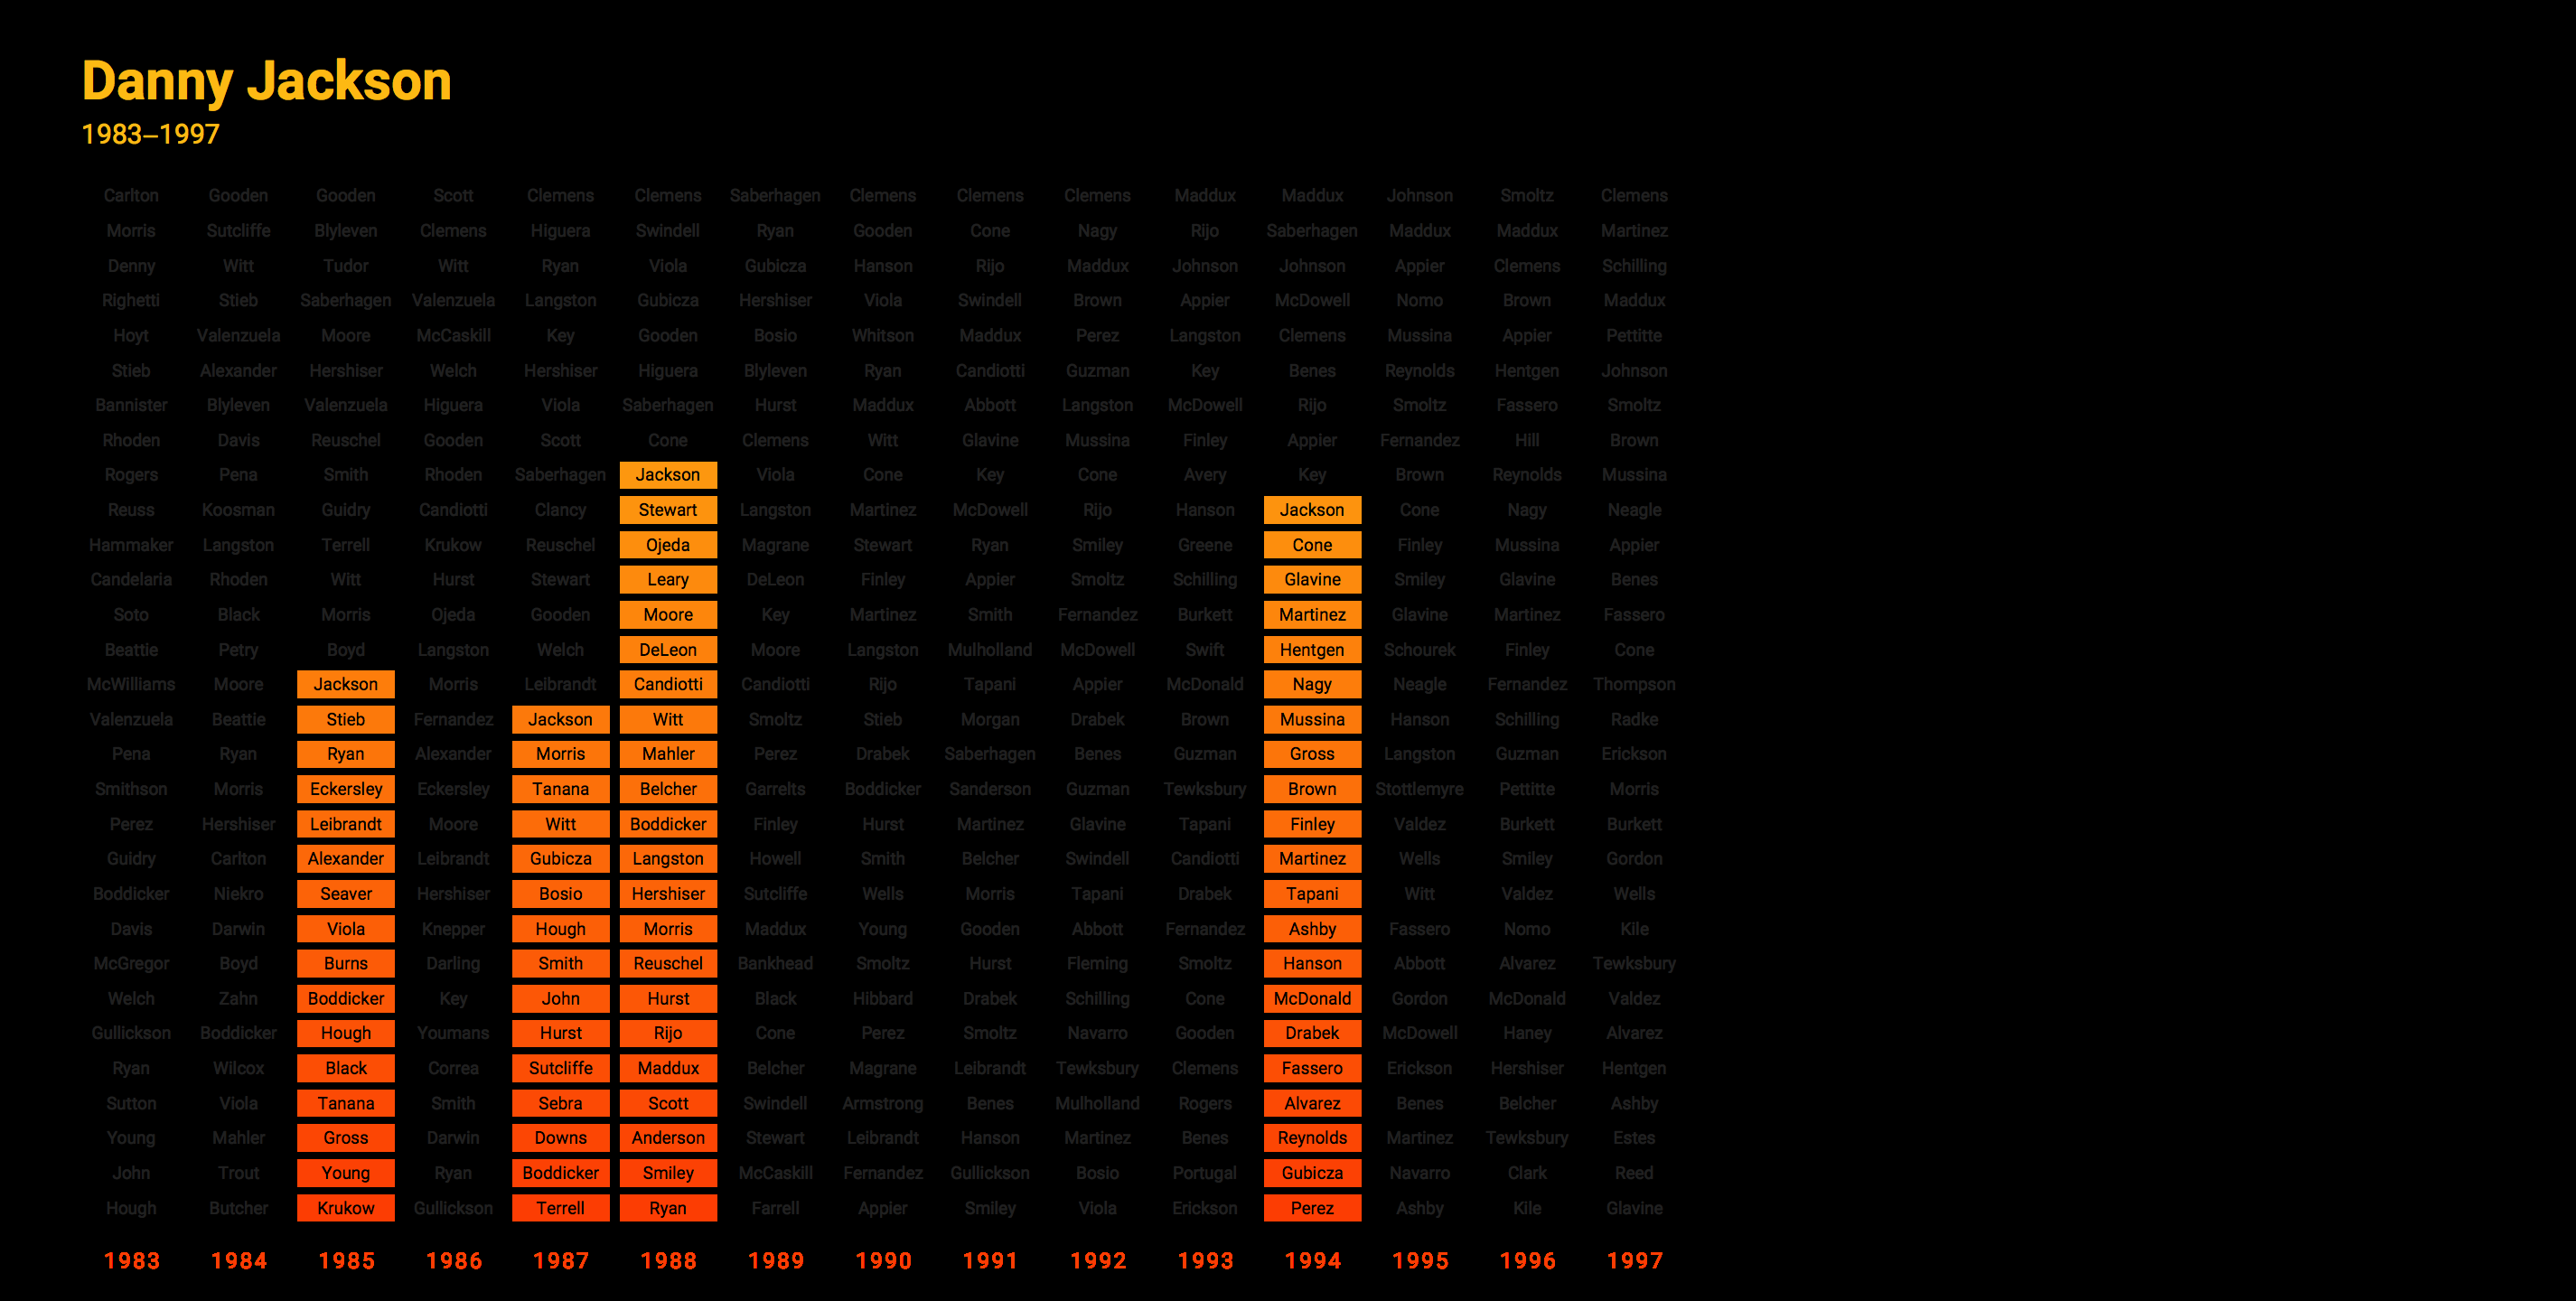 Danny Jackson
1983–1997
Carlton Gooden Gooden Scott Clemens Clemens Saberhagen Clemens Clemens Clemens Maddux Maddux Johnson Smoltz Clemens
Morris Sutcliffe Blyleven Clemens Higuera Swindell Ryan Gooden Cone Nagy Rijo Saberhagen Maddux Maddux Martinez
Denny Witt Tudor Witt Ryan Viola Gubicza Hanson Rijo Maddux Johnson Johnson Appier Clemens Schilling
Righetti Stieb Saberhagen Valenzuela Langston Gubicza Hershiser Viola Swindell Brown Appier McDowell Nomo Brown Maddux
Hoyt Valenzuela Moore McCaskill Key Gooden Bosio Whitson Maddux Perez Langston Clemens Mussina Appier Pettitte
Stieb Alexander Hershiser Welch Hershiser Higuera Blyleven Ryan Candiotti Guzman Key Benes Reynolds Hentgen Johnson
Bannister Blyleven Valenzuela Higuera Viola Saberhagen Hurst Maddux Abbott Langston McDowell Rijo Smoltz Fassero Smoltz
Rhoden Davis Reuschel Gooden Scott Cone Clemens Witt Glavine Mussina Finley Appier Fernandez Hill Brown
Rogers Pena Smith Rhoden Saberhagen Jackson Viola Cone Key Cone Avery Key Brown Reynolds Mussina
Reuss Koosman Guidry Candiotti Clancy Stewart Langston Martinez McDowell Rijo Hanson Jackson Cone Nagy Neagle
Hammaker Langston Terrell Krukow Reuschel Ojeda Magrane Stewart Ryan Smiley Greene Cone Finley Mussina Appier
Candelaria Rhoden Witt Hurst Stewart Leary DeLeon Finley Appier Smoltz Schilling Glavine Smiley Glavine Benes
Soto Black Morris Ojeda Gooden Moore Key Martinez Smith Fernandez Burkett Martinez Glavine Martinez Fassero
Beattie Petry Boyd Langston Welch DeLeon Moore Langston Mulholland McDowell Swift Hentgen Schourek Finley Cone
McWilliams Moore Jackson Morris Leibrandt Candiotti Candiotti Rijo Tapani Appier McDonald Nagy Neagle Fernandez Thompson
Valenzuela Beattie Stieb Fernandez Jackson Witt Smoltz Stieb Morgan Drabek Brown Mussina Hanson Schilling Radke
Pena Ryan Ryan Alexander Morris Mahler Perez Drabek Saberhagen Benes Guzman Gross Langston Guzman Erickson
Smithson Morris Eckersley Eckersley Tanana Belcher Garrelts Boddicker Sanderson Guzman Tewksbury Brown Stottlemyre Pettitte Morris
Perez Hershiser Leibrandt Moore Witt Boddicker Finley Hurst Martinez Glavine Tapani Finley Valdez Burkett Burkett
Guidry Carlton Alexander Leibrandt Gubicza Langston Howell Smith Belcher Swindell Candiotti Martinez Wells Smiley Gordon
Boddicker Niekro Seaver Hershiser Bosio Hershiser Sutcliffe Wells Morris Tapani Drabek Tapani Witt Valdez Wells
Davis Darwin Viola Knepper Hough Morris Maddux Young Gooden Abbott Fernandez Ashby Fassero Nomo Kile
McGregor Boyd Burns Darling Smith Reuschel Bankhead Smoltz Hurst Fleming Smoltz Hanson Abbott Alvarez Tewksbury
Welch Zahn Boddicker Key John Hurst Black Hibbard Drabek Schilling Cone McDonald Gordon McDonald Valdez
Gullickson Boddicker Hough Youmans Hurst Rijo Cone Perez Smoltz Navarro Gooden Drabek McDowell Haney Alvarez
Ryan Wilcox Black Correa Sutcliffe Maddux Belcher Magrane Leibrandt Tewksbury Clemens Fassero Erickson Hershiser Hentgen
Sutton Viola Tanana Smith Sebra Scott Swindell Armstrong Benes Mulholland Rogers Alvarez Benes Belcher Ashby
Young Mahler Gross Darwin Downs Anderson Stewart Leibrandt Hanson Martinez Benes Reynolds Martinez Tewksbury Estes
John Trout Young Ryan Boddicker Smiley McCaskill Fernandez Gullickson Bosio Portugal Gubicza Navarro Clark Reed
Hough Butcher Krukow Gullickson Terrell Ryan Farrell Appier Smiley Viola Erickson Perez Ashby Kile Glavine
1983 1984 1985 1986 1987 1988 1989 1990 1991 1992 1993 1994 1995 1996 1997